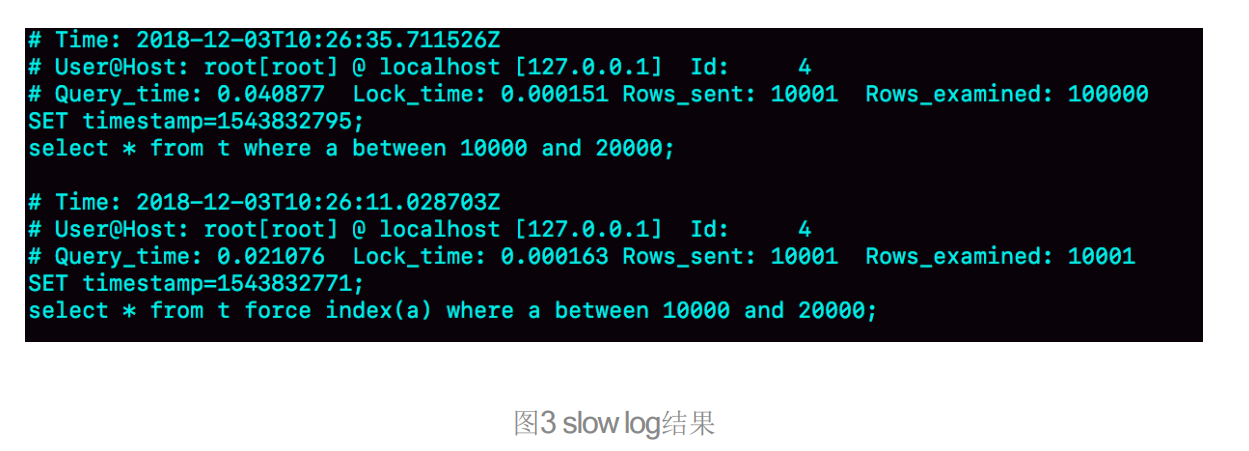 # Time: 2018-12-03T10:26:35.711526Z
# User@Host: root[root] @ localhost [127.0.0.1]  Id:     4
# Query_time: 0.040877  Lock_time: 0.000151 Rows_sent: 10001  Rows_examined: 100000
SET timestamp=1543832795;
select * from t where a between 10000 and 20000;

# Time: 2018-12-03T10:26:11.028703Z
# User@Host: root[root] @ localhost [127.0.0.1]  Id:     4
# Query_time: 0.021076  Lock_time: 0.000163 Rows_sent: 10001  Rows_examined: 10001
SET timestamp=1543832771;
select * from t force index(a) where a between 10000 and 20000;

图3 slow log结果